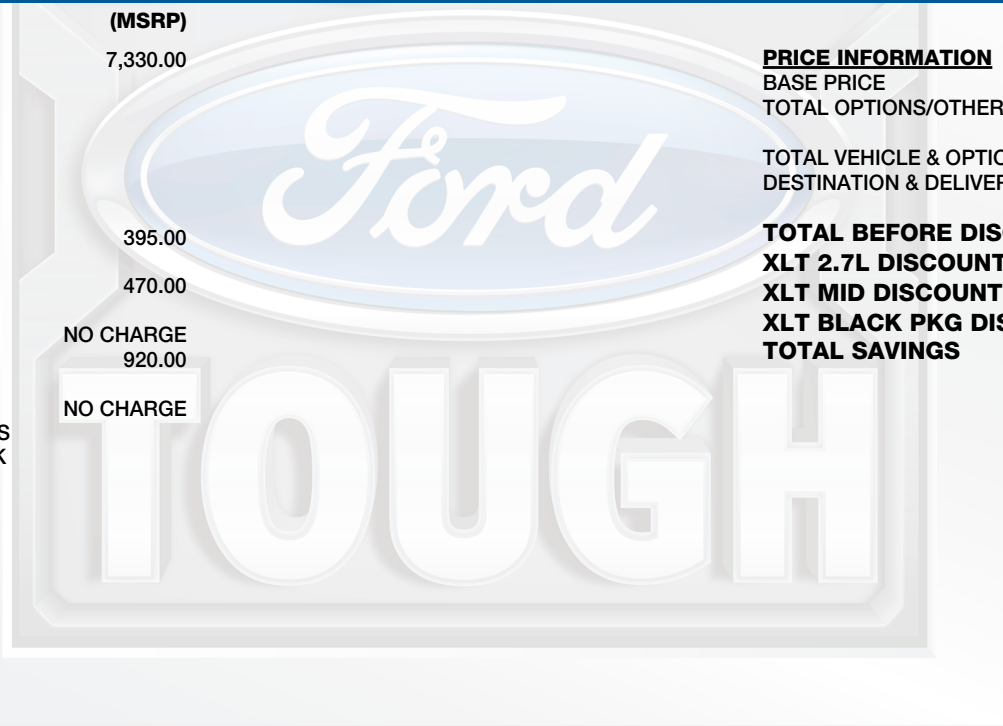 (MSRP)
7,330.00
395.00
470.00
NO CHARGE
920.00
NO CHARGE
S
K
PRICE INFORMATION
BASE PRICE
TOTAL OPTIONS/OTHER
TOTAL VEHICLE & OPTIO
DESTINATION & DELIVER
TOTAL BEFORE DISC
XLT 2.7L DISCOUNT
XLT MID DISCOUNT
XLT BLACK PKG DIS
TOTAL SAVINGS
Ford
TOUGH